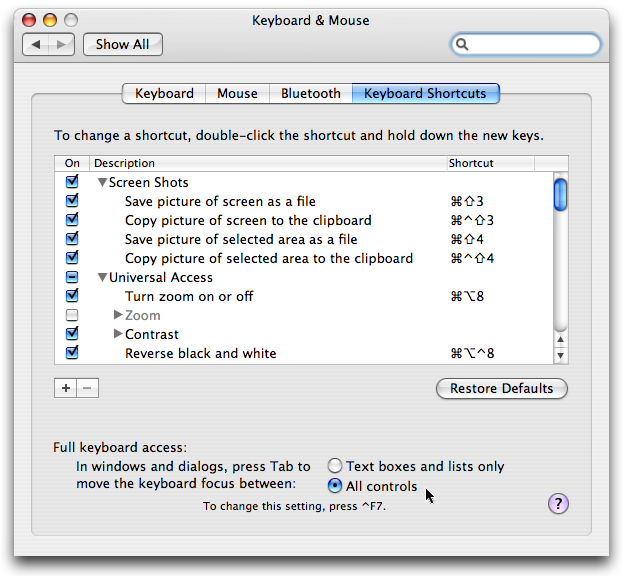 Keyboard & Mouse
Show All
Keyboard Mouse Bluetooth Keyboard Shortcuts
To change a shortcut, double-click the shortcut and hold down the new keys.
On Description Shortcut
Screen Shots
Save picture of screen as a file ⌘⇧3
Copy picture of screen to the clipboard ⌘^⇧3
Save picture of selected area as a file ⌘⇧4
Copy picture of selected area to the clipboard ⌘^⇧4
Universal Access
Turn zoom on or off ⌘⌥8
Zoom
Contrast
Reverse black and white ⌘⌥^8
+ −
Restore Defaults
Full keyboard access:
In windows and dialogs, press Tab to
move the keyboard focus between:
Text boxes and lists only
All controls
To change this setting, press ^F7.
?